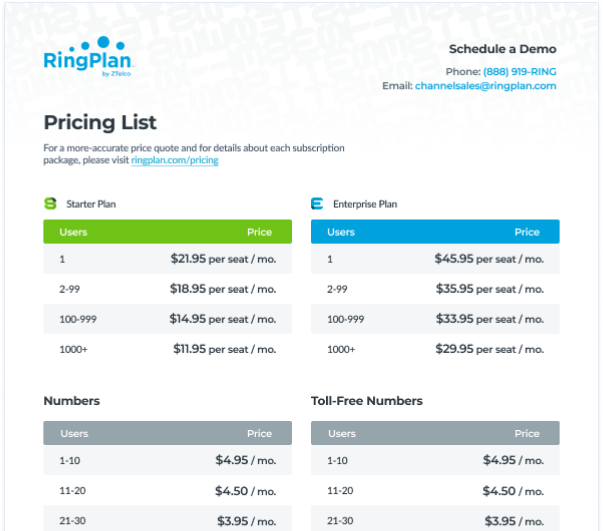 RingPlan
by ZTelco
Schedule a Demo
Phone: (888) 919-RING
Email: channelsales@ringplan.com
Pricing List
For a more-accurate price quote and for details about each subscription
package, please visit ringplan.com/pricing
S Starter Plan
Users Price
1 $21.95 per seat / mo.
2-99 $18.95 per seat / mo.
100-999 $14.95 per seat / mo.
1000+ $11.95 per seat / mo.
E Enterprise Plan
Users Price
1 $45.95 per seat / mo.
2-99 $35.95 per seat / mo.
100-999 $33.95 per seat / mo.
1000+ $29.95 per seat / mo.
Numbers
Users Price
1-10 $4.95 / mo.
11-20 $4.50 / mo.
21-30 $3.95 / mo.
Toll-Free Numbers
Users Price
1-10 $4.95 / mo.
11-20 $4.50 / mo.
21-30 $3.95 / mo.